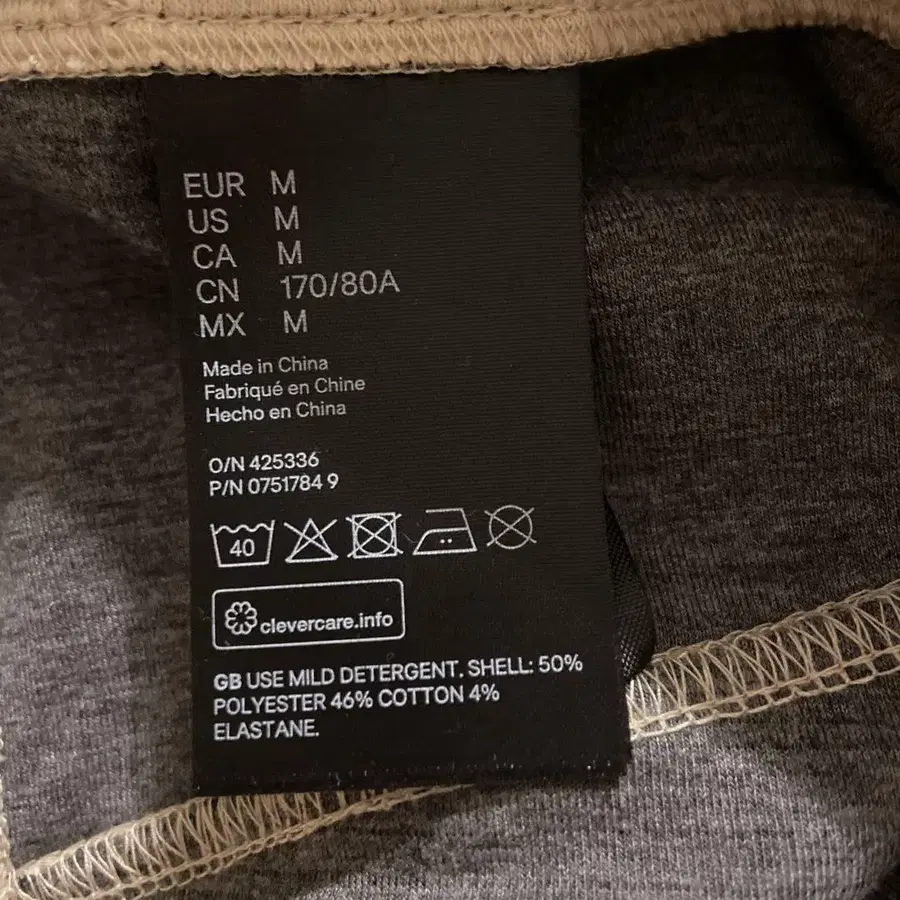 EUR M
US M
CA M
CN 170/80A
MX M
Made in China
Fabriqué en Chine
Hecho en China
O/N 425336
P/N 0751784 9
40
clevercare.info
GB USE MILD DETERGENT. SHELL: 50%
POLYESTER 46% COTTON 4%
ELASTANE.